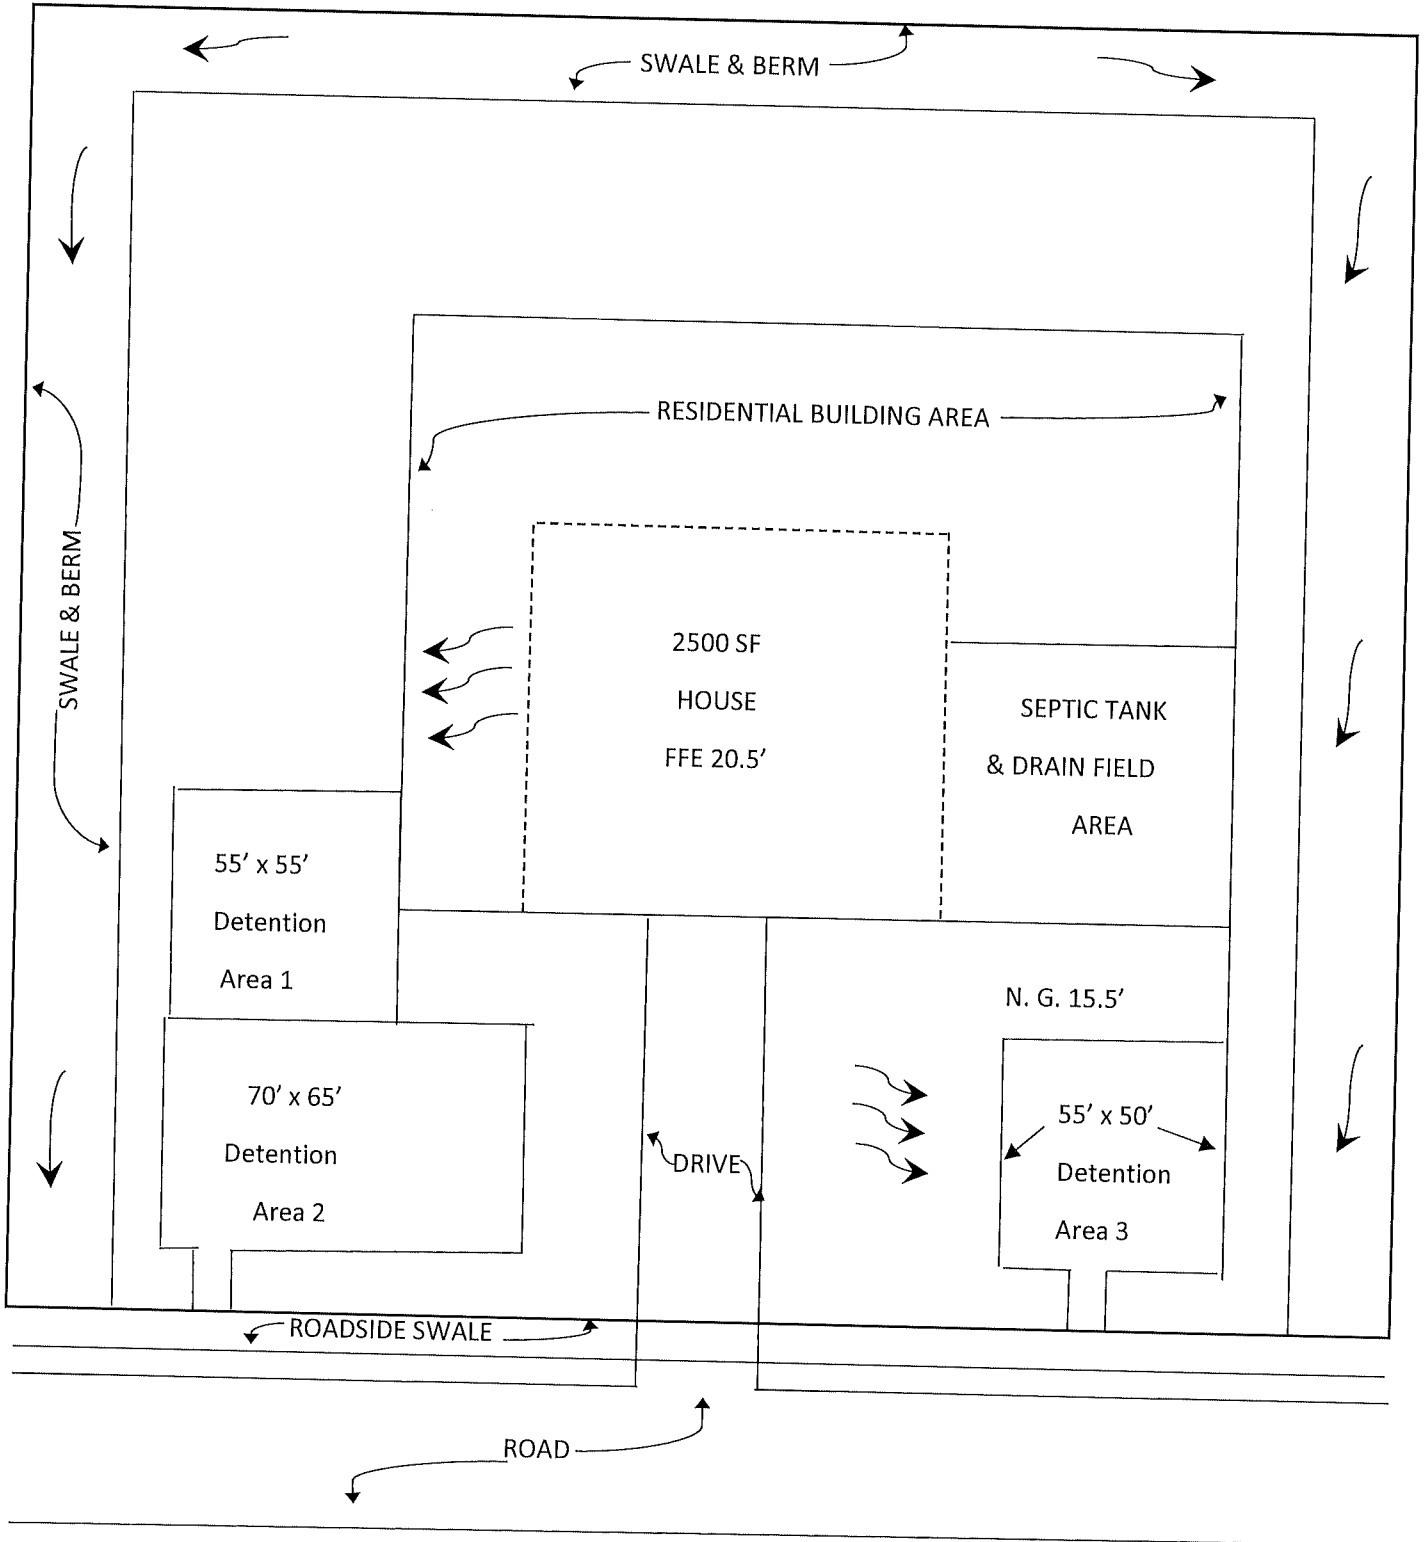 SWALE & BERM
RESIDENTIAL BUILDING AREA
SWALE & BERM
2500 SF
HOUSE
FFE 20.5’
SEPTIC TANK
& DRAIN FIELD
AREA
55’ x 55’
Detention
Area 1
N. G. 15.5’
70’ x 65’
Detention
Area 2
DRIVE
55’ x 50’
Detention
Area 3
ROADSIDE SWALE
ROAD